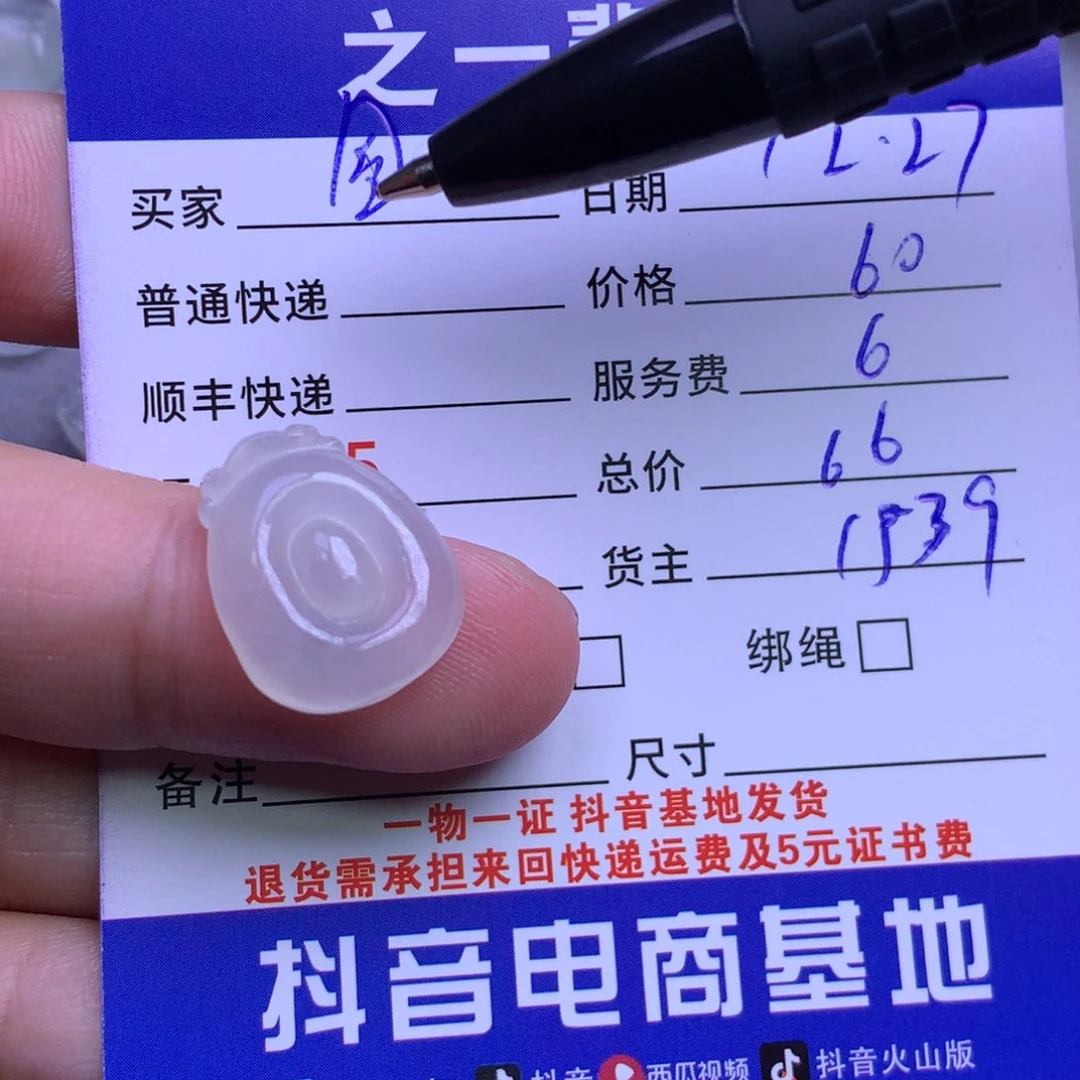 之一
买家 日期 12.27
普通快递 价格 60
顺丰快递 服务费 6
5 总价 66
货主 1539
绑绳
备注 尺寸
一物一证 抖音基地发货
退货需承担来回快递运费及5元证书费
抖音电商基地
抖音 西瓜视频 抖音火山版